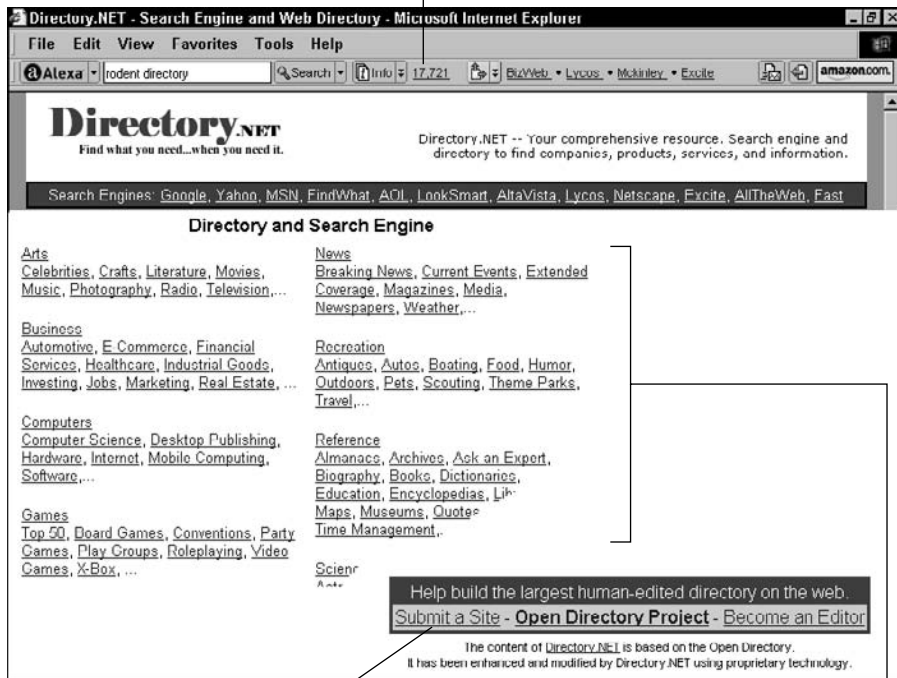 Directory.NET - Search Engine and Web Directory - Microsoft Internet Explorer
File Edit View Favorites Tools Help
Alexa rodent directory Search Info 17,721 BizWeb • Lycos • Mckinley • Excite amazon.com
Directory.NET
Find what you need...when you need it.
Directory.NET -- Your comprehensive resource. Search engine and
directory to find companies, products, services, and information.
Search Engines: Google, Yahoo, MSN, FindWhat, AOL, LookSmart, AltaVista, Lycos, Netscape, Excite, AllTheWeb, Fast
Directory and Search Engine
Arts
Celebrities, Crafts, Literature, Movies,
Music, Photography, Radio, Television,...
Business
Automotive, E-Commerce, Financial
Services, Healthcare, Industrial Goods,
Investing, Jobs, Marketing, Real Estate, ...
Computers
Computer Science, Desktop Publishing,
Hardware, Internet, Mobile Computing,
Software,...
Games
Top 50, Board Games, Conventions, Party
Games, Play Groups, Roleplaying, Video
Games, X-Box, ...
News
Breaking News, Current Events, Extended
Coverage, Magazines, Media,
Newspapers, Weather,...
Recreation
Antiques, Autos, Boating, Food, Humor,
Outdoors, Pets, Scouting, Theme Parks,
Travel,...
Reference
Almanacs, Archives, Ask an Expert,
Biography, Books, Dictionaries,
Education, Encyclopedias,
Maps, Museums,
Time Management,
Help build the largest human-edited directory on the web.
Submit a Site - Open Directory Project - Become an Editor
The content of Directory.NET is based on the Open Directory.
It has been enhanced and modified by Directory.NET using proprietary technology.